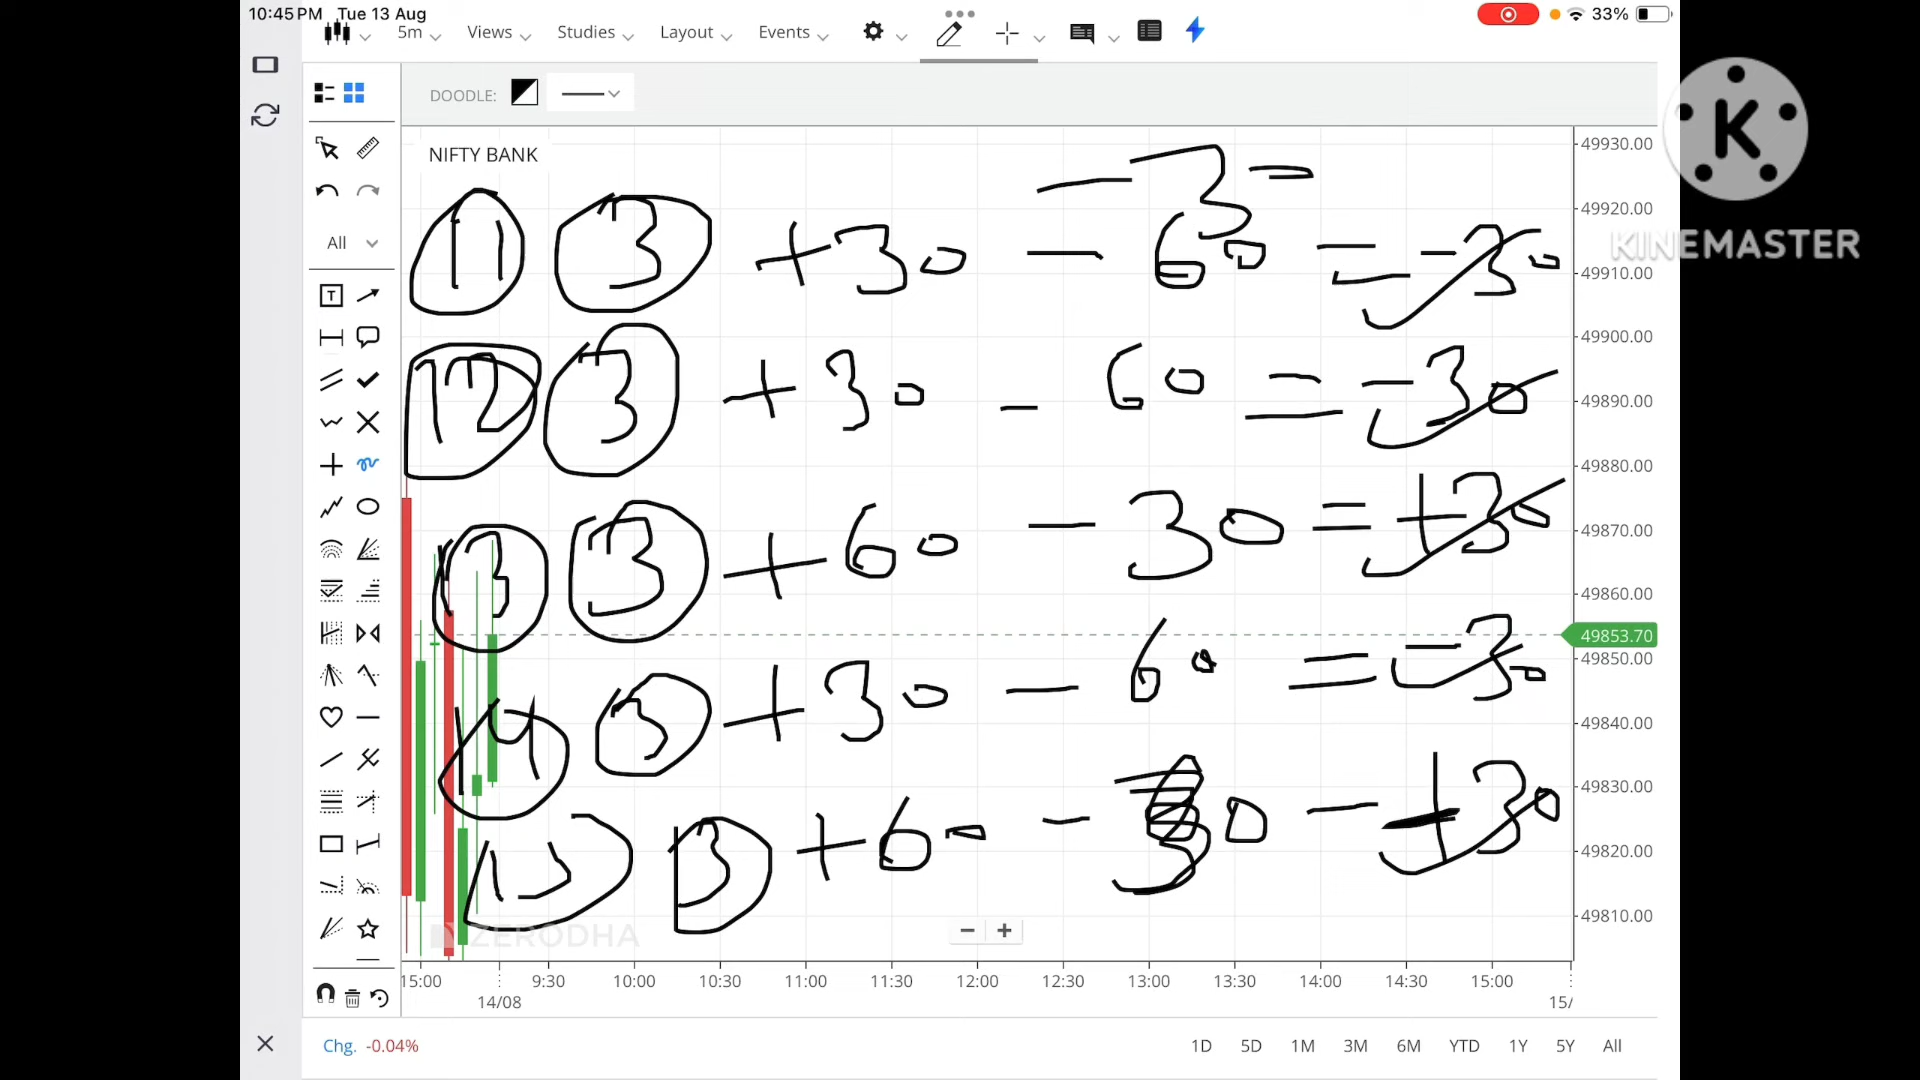 10:45 PM Tue 13 Aug
33%
5m Views Studies Layout Events
DOODLE:
K
KINEMASTER
All
NIFTY BANK
- 3 =
11 3 +30 - 60 = -30
12 3 +30 - 60 = -30
13 3 +60 - 30 = +30
14 3 +30 - 60 = -30
15 3 +60 - 30 - +30
49930.00
49920.00
49910.00
49900.00
49890.00
49880.00
49870.00
49860.00
49853.70
49850.00
49840.00
49830.00
49820.00
49810.00
ZERODHA
- +
15:00 9:30 10:00 10:30 11:00 11:30 12:00 12:30 13:00 13:30 14:00 14:30 15:00
14/08 15/
Chg. -0.04% 1D 5D 1M 3M 6M YTD 1Y 5Y All